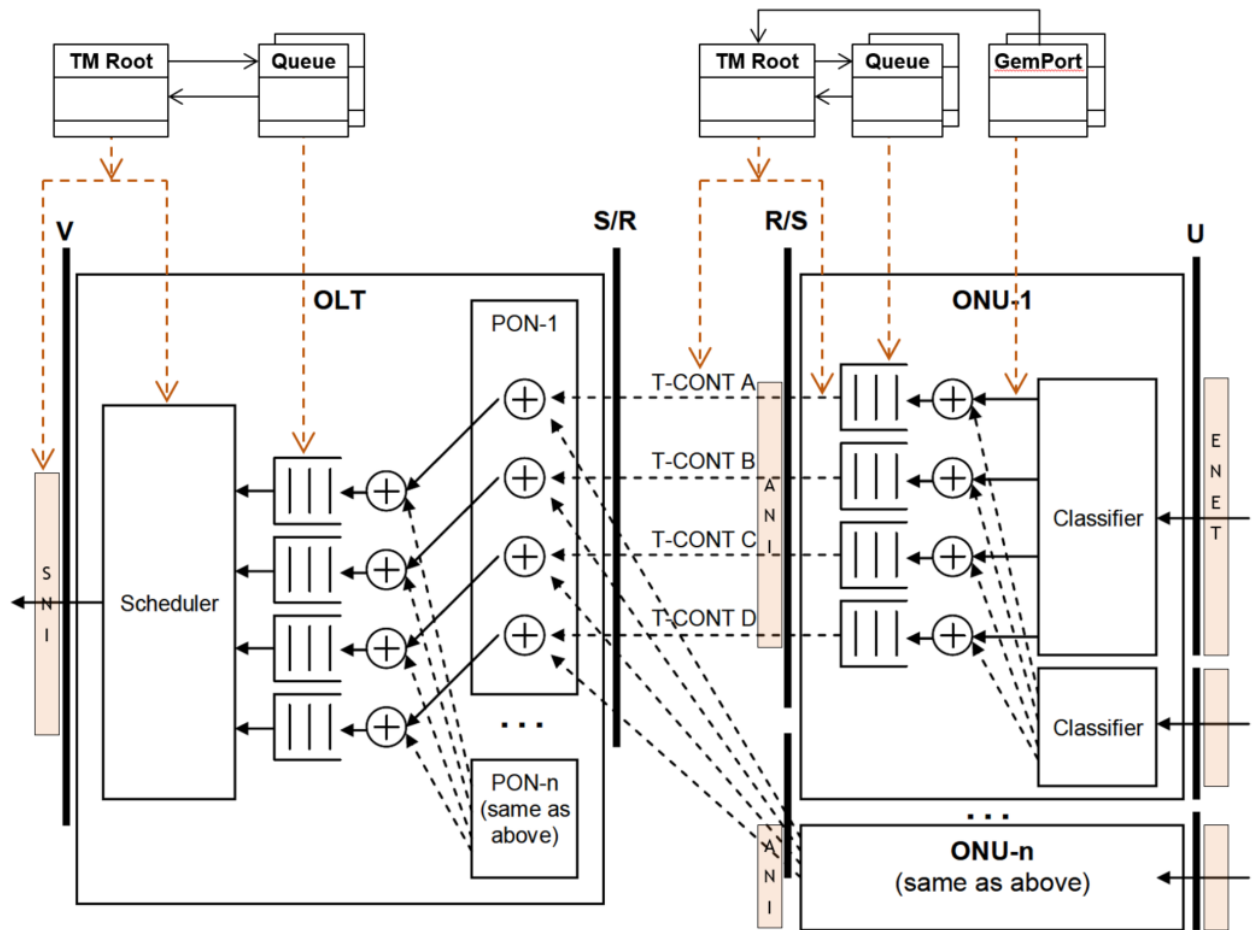 TM Root
Queue
TM Root
Queue
GemPort
V
S/R
R/S
U
OLT
ONU-1
PON-1
T-CONT A
T-CONT B
T-CONT C
T-CONT D
A
N
I
E
N
E
T
Classifier
S
N
I
Scheduler
Classifier
...
PON-n
(same as
above)
...
A
N
I
ONU-n
(same as above)